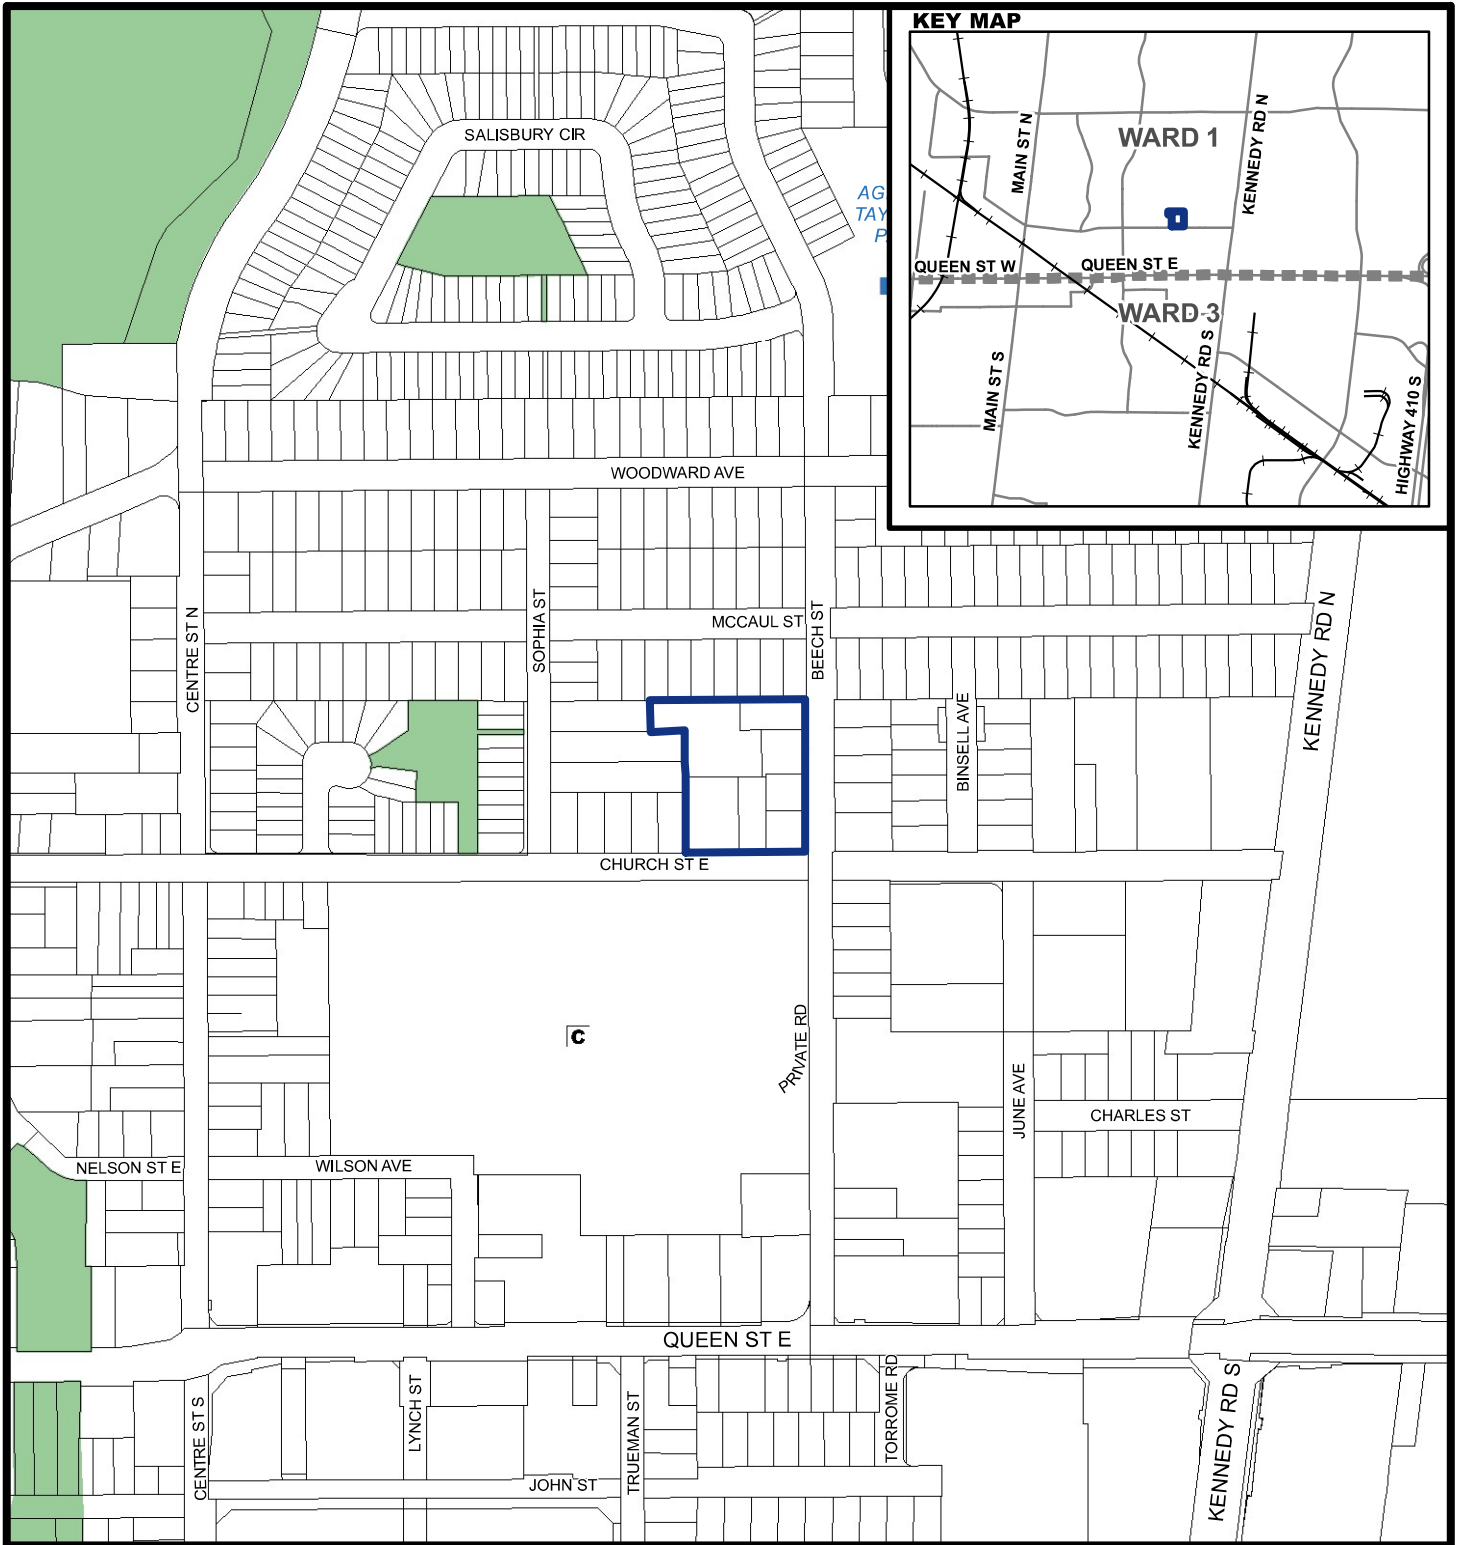 KEY MAP
MAIN ST N
WARD 1
KENNEDY RD N
QUEEN ST W
QUEEN ST E
WARD 3
MAIN ST S
KENNEDY RD S
HIGHWAY 410 S
SALISBURY CIR
AG
TAY
P
WOODWARD AVE
CENTRE ST N
SOPHIA ST
MCCAUL ST
BEECH ST
KENNEDY RD N
BINSELL AVE
CHURCH ST E
C
PRIVATE RD
JUNE AVE
CHARLES ST
NELSON ST E
WILSON AVE
QUEEN ST E
CENTRE ST S
LYNCH ST
TRUEMAN ST
TORROME RD
KENNEDY RD S
JOHN ST